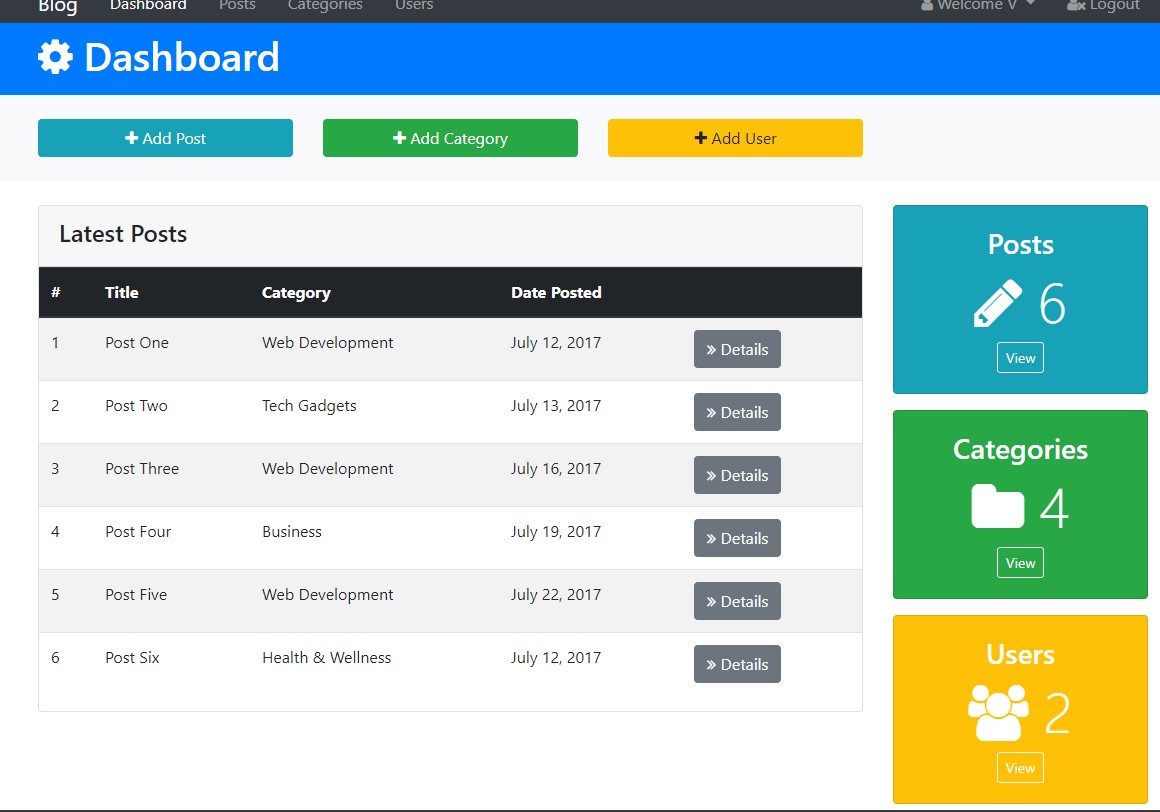 Blog Dashboard Posts Categories Users Welcome V Logout
Dashboard
Add Post Add Category Add User
Latest Posts
# Title Category Date Posted
1 Post One Web Development July 12, 2017 » Details
2 Post Two Tech Gadgets July 13, 2017 » Details
3 Post Three Web Development July 16, 2017 » Details
4 Post Four Business July 19, 2017 » Details
5 Post Five Web Development July 22, 2017 » Details
6 Post Six Health & Wellness July 12, 2017 » Details
Posts
6
View
Categories
4
View
Users
2
View